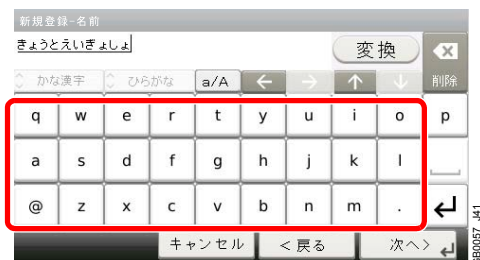 新規登録-名前
きょうとえいぎょしょ
変換
かな漢字 ひらがな a/A ← → ↑ ↓ 削除
q w e r t y u i o p
a s d f g h j k l
@ z x c v b n m .
キャンセル <戻る 次へ>
J41